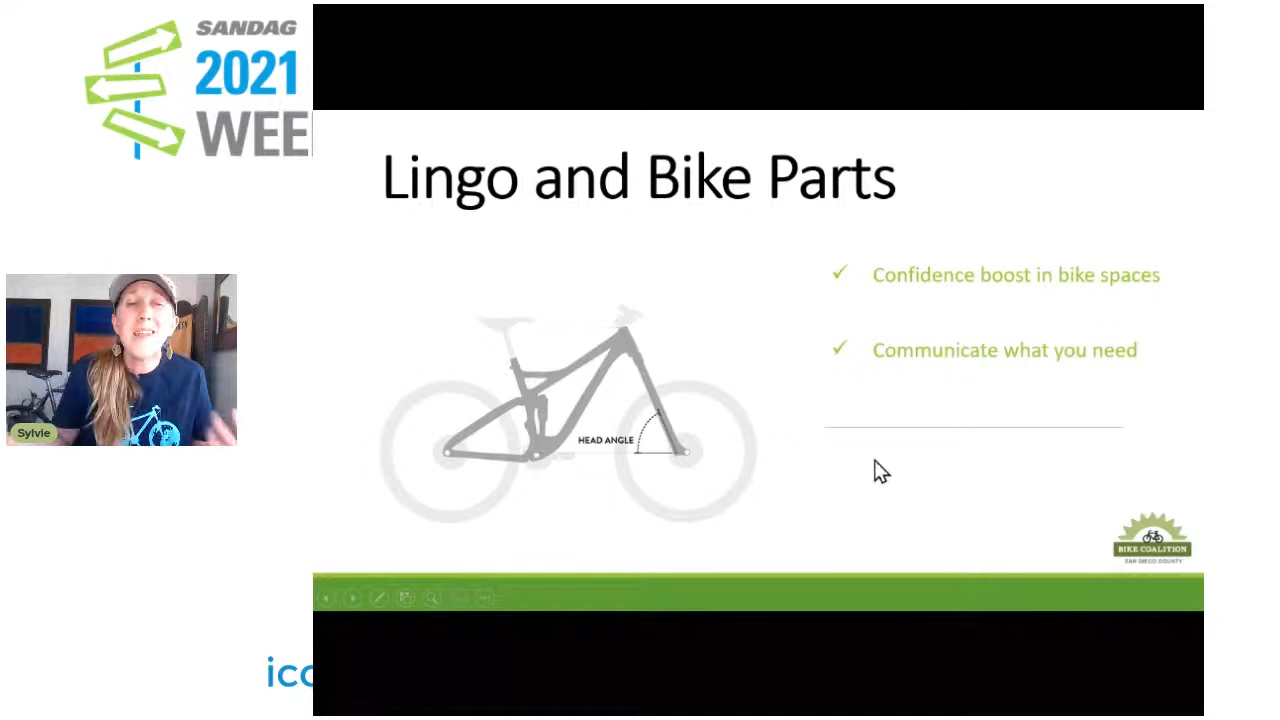 SANDAG
2021
WEE
Lingo and Bike Parts
✓ Confidence boost in bike spaces
✓ Communicate what you need
HEAD ANGLE
Sylvie
BIKE COALITION
SAN DIEGO COUNTY
ico